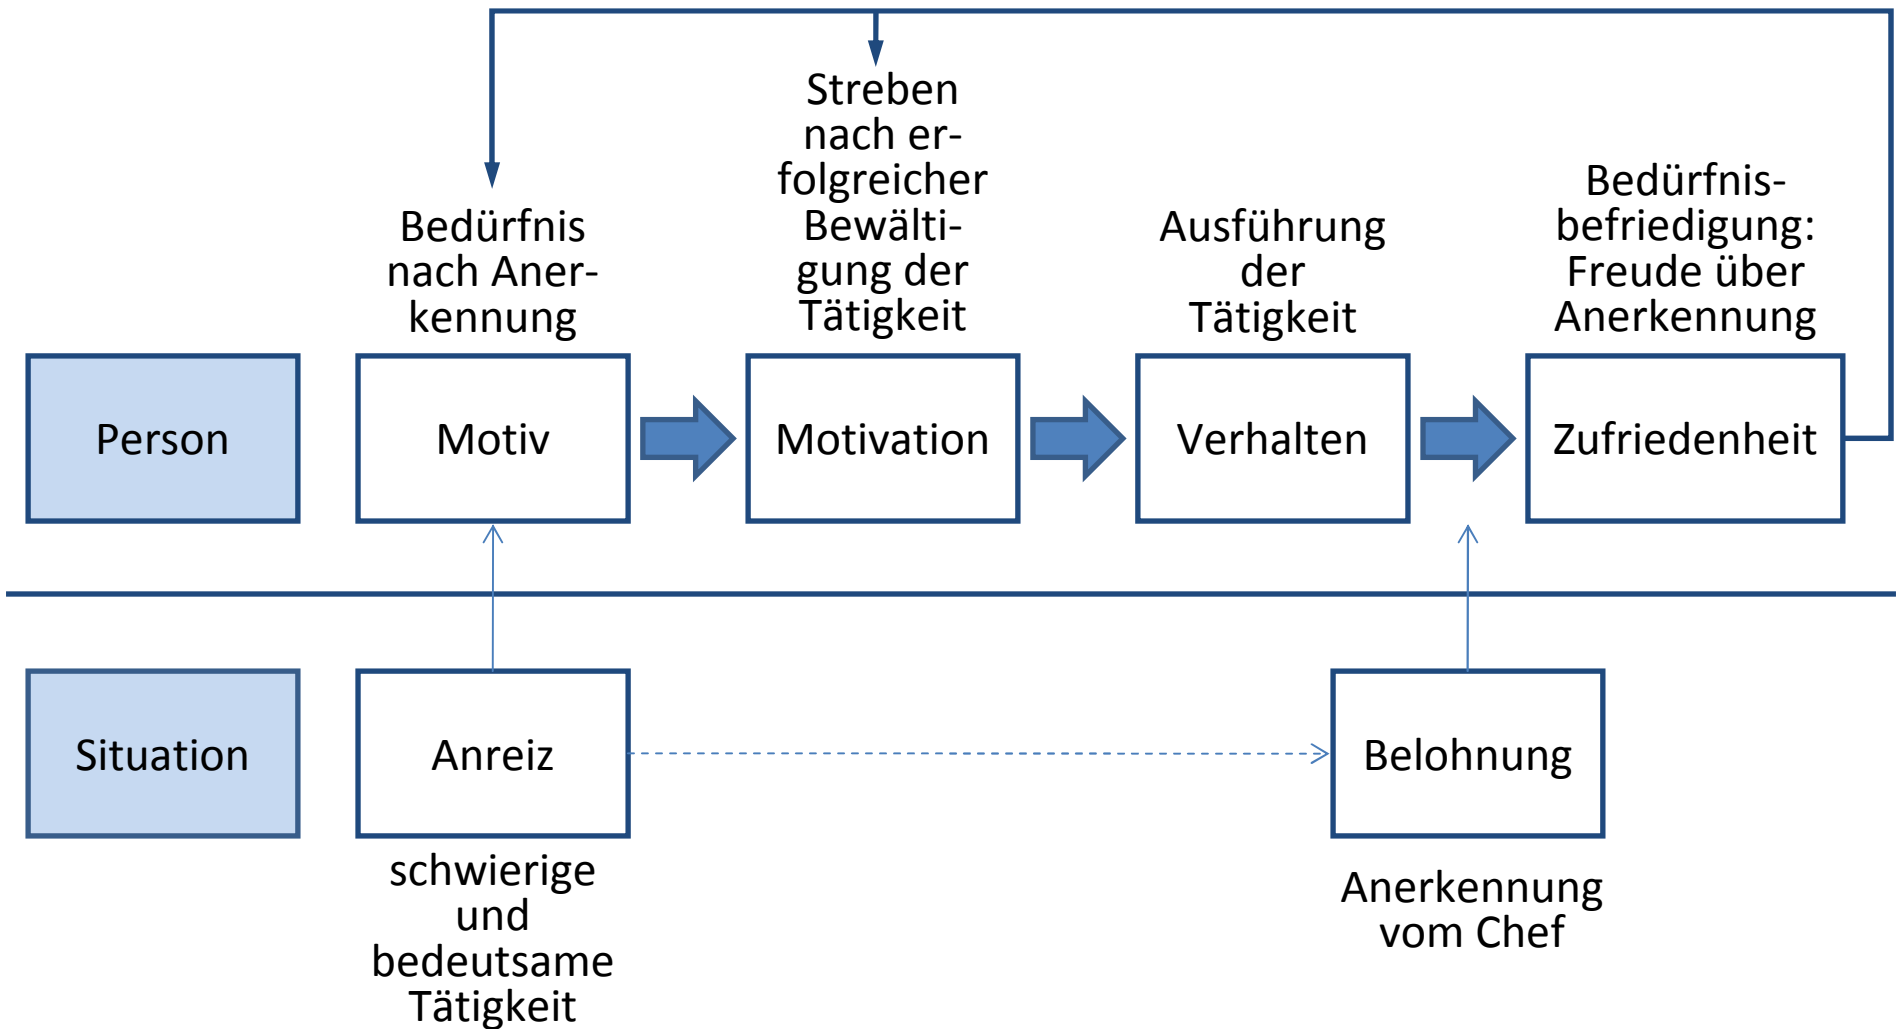 Bedürfnis
nach Aner-
kennung
Streben
nach er-
folgreicher
Bewälti-
gung der
Tätigkeit
Ausführung
der
Tätigkeit
Bedürfnis-
befriedigung:
Freude über
Anerkennung
Person
Motiv
Motivation
Verhalten
Zufriedenheit
Situation
Anreiz
Belohnung
schwierige
und
bedeutsame
Tätigkeit
Anerkennung
vom Chef